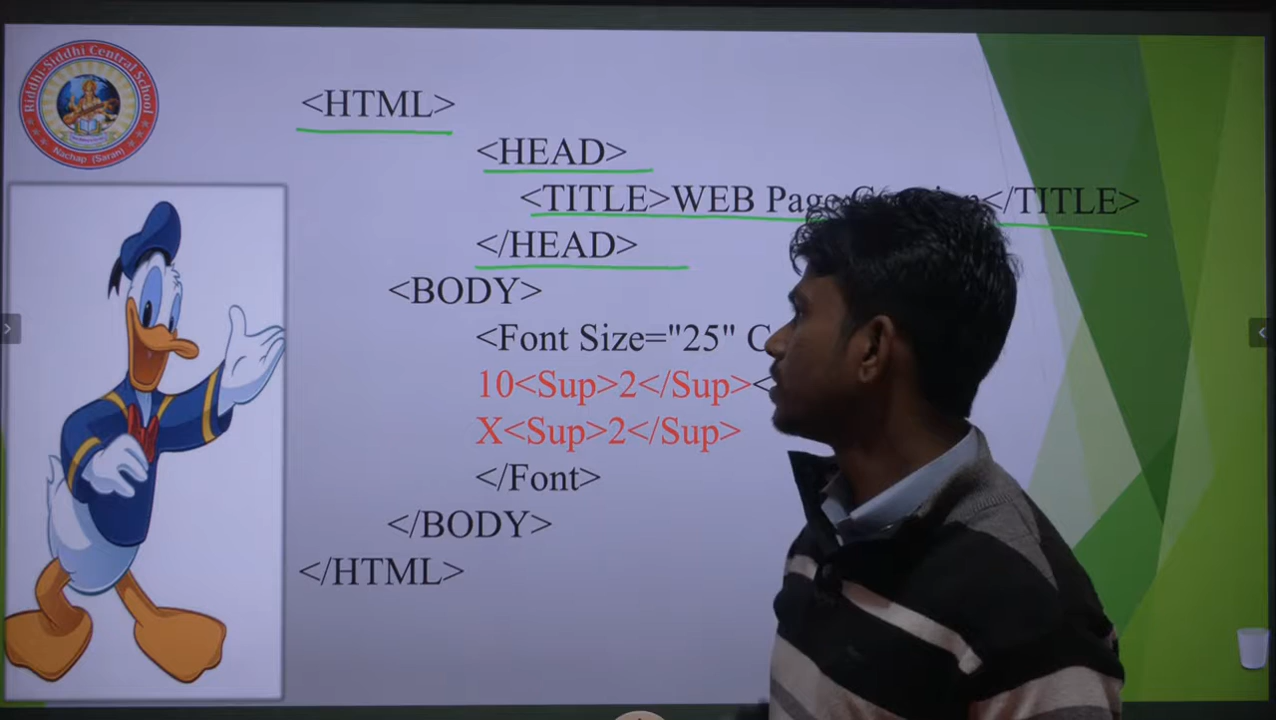 Riddhi-Siddhi Central School
Nachap (Saran)
<HTML>
<HEAD>
<TITLE>WEB Page </TITLE>
</HEAD>
<BODY>
<Font Size="25" C
10<Sup>2</Sup><
X<Sup>2</Sup>
</Font>
</BODY>
</HTML>